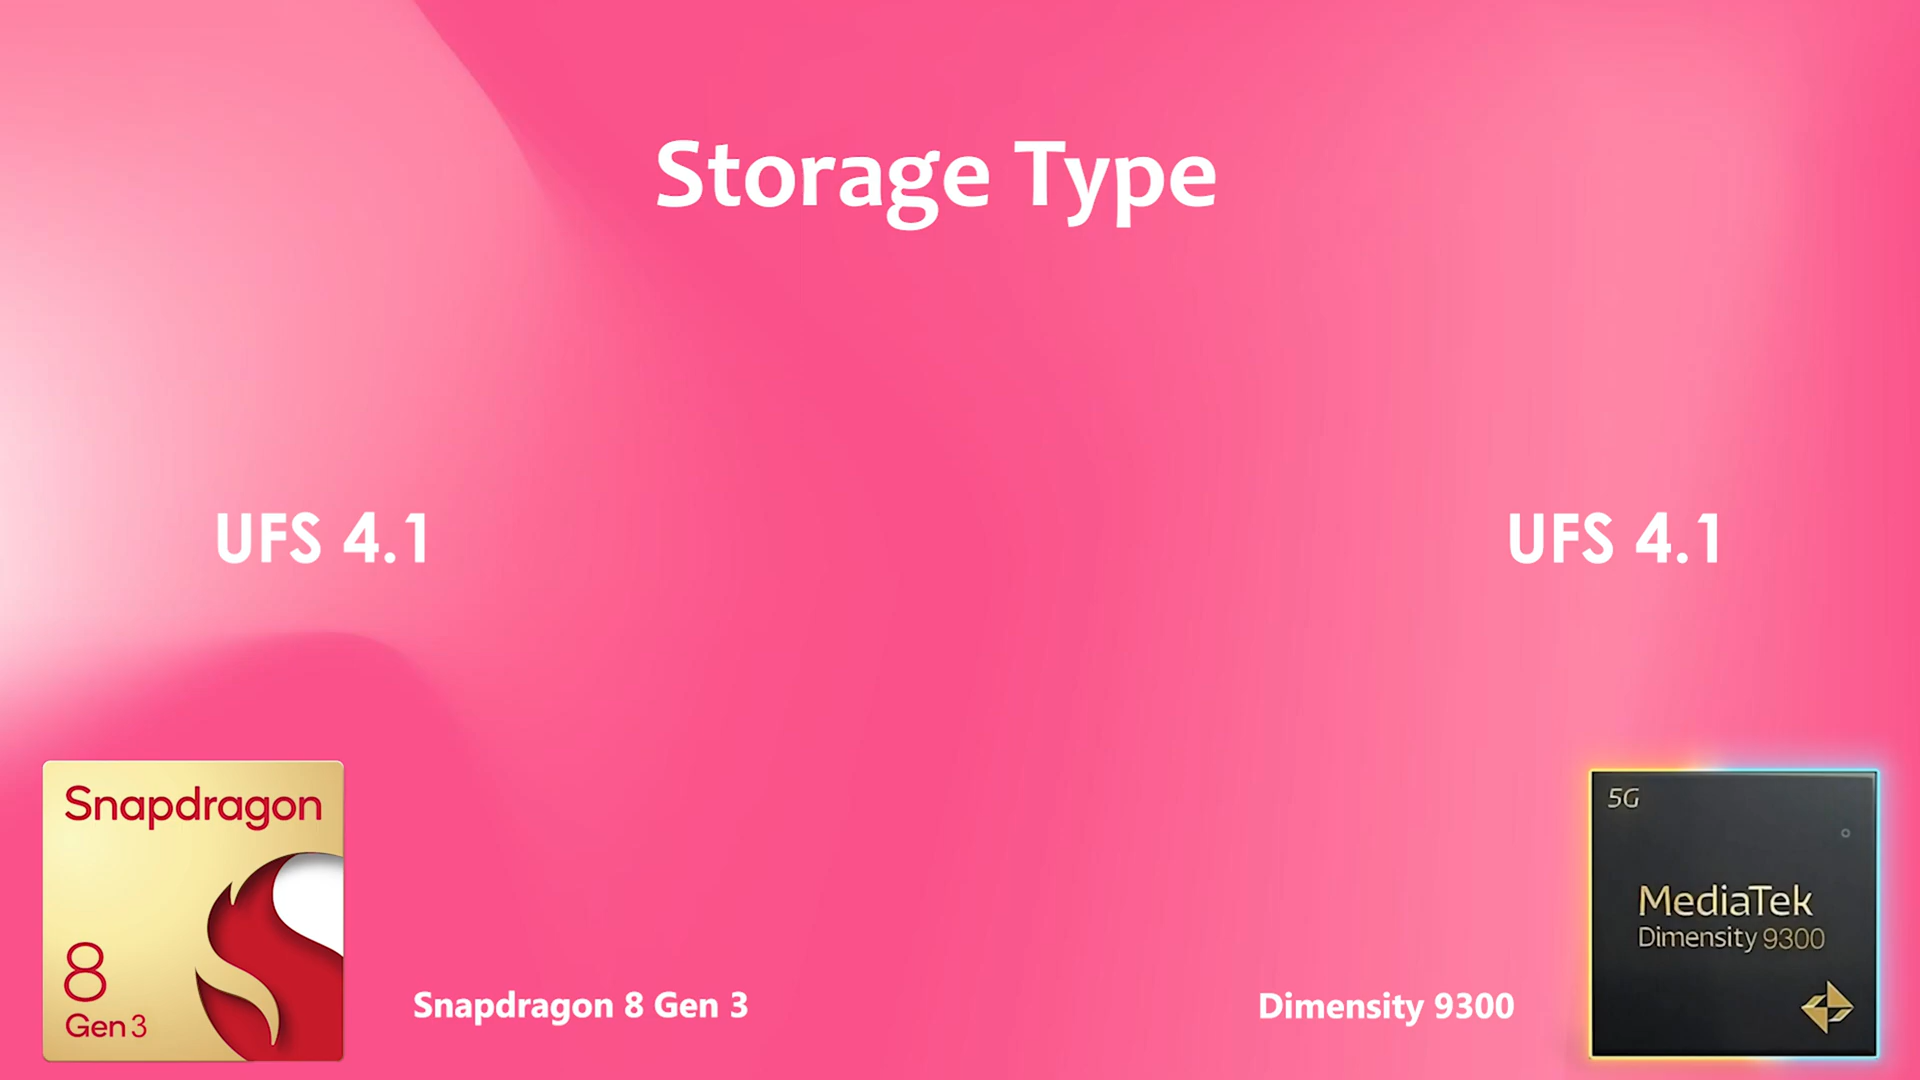 Storage Type
UFS 4.1
UFS 4.1
Snapdragon
8
Gen 3
Snapdragon 8 Gen 3
Dimensity 9300
5G
MediaTek
Dimensity 9300